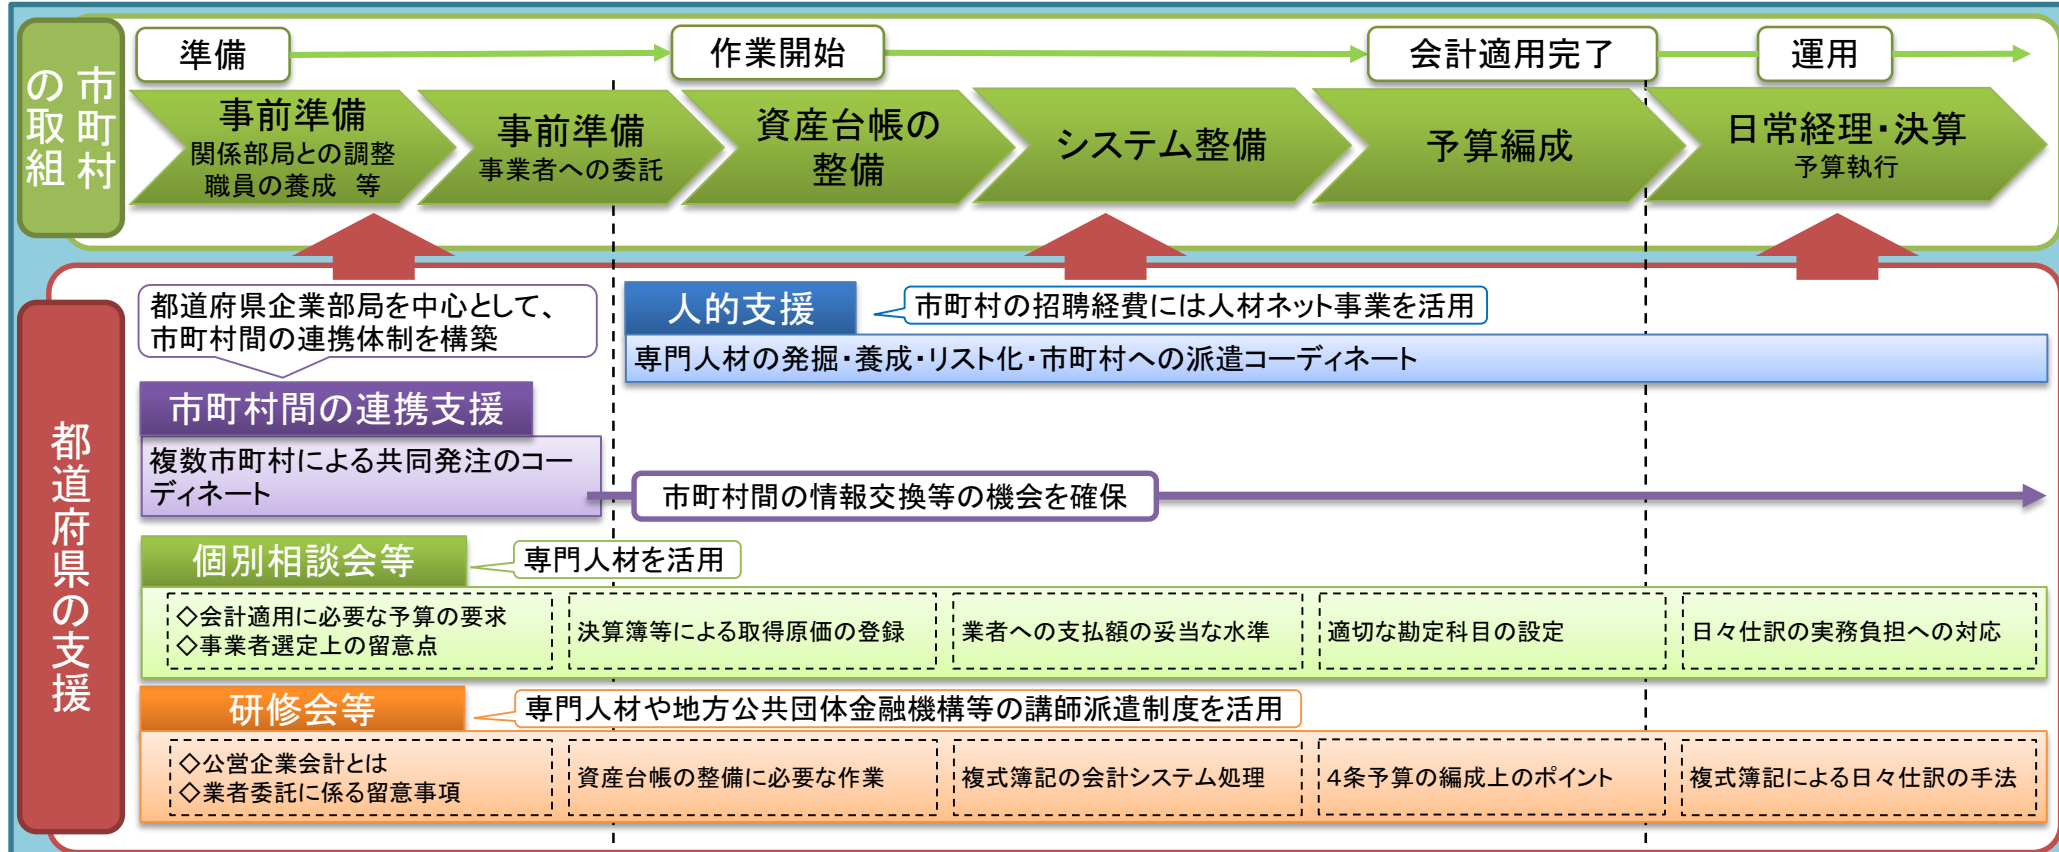 市町村
の取組
準備
作業開始
会計適用完了
運用
事前準備
関係部局との調整
職員の養成　等
事前準備
事業者への委託
資産台帳の
整備
システム整備
予算編成
日常経理・決算
予算執行
都道府県の支援
都道府県企業部局を中心として、
市町村間の連携体制を構築
人的支援
市町村の招聘経費には人材ネット事業を活用
専門人材の発掘・養成・リスト化・市町村への派遣コーディネート
市町村間の連携支援
複数市町村による共同発注のコー
ディネート
市町村間の情報交換等の機会を確保
個別相談会等
専門人材を活用
◇会計適用に必要な予算の要求
◇事業者選定上の留意点
決算簿等による取得原価の登録
業者への支払額の妥当な水準
適切な勘定科目の設定
日々仕訳の実務負担への対応
研修会等
専門人材や地方公共団体金融機構等の講師派遣制度を活用
◇公営企業会計とは
◇業者委託に係る留意事項
資産台帳の整備に必要な作業
複式簿記の会計システム処理
4条予算の編成上のポイント
複式簿記による日々仕訳の手法